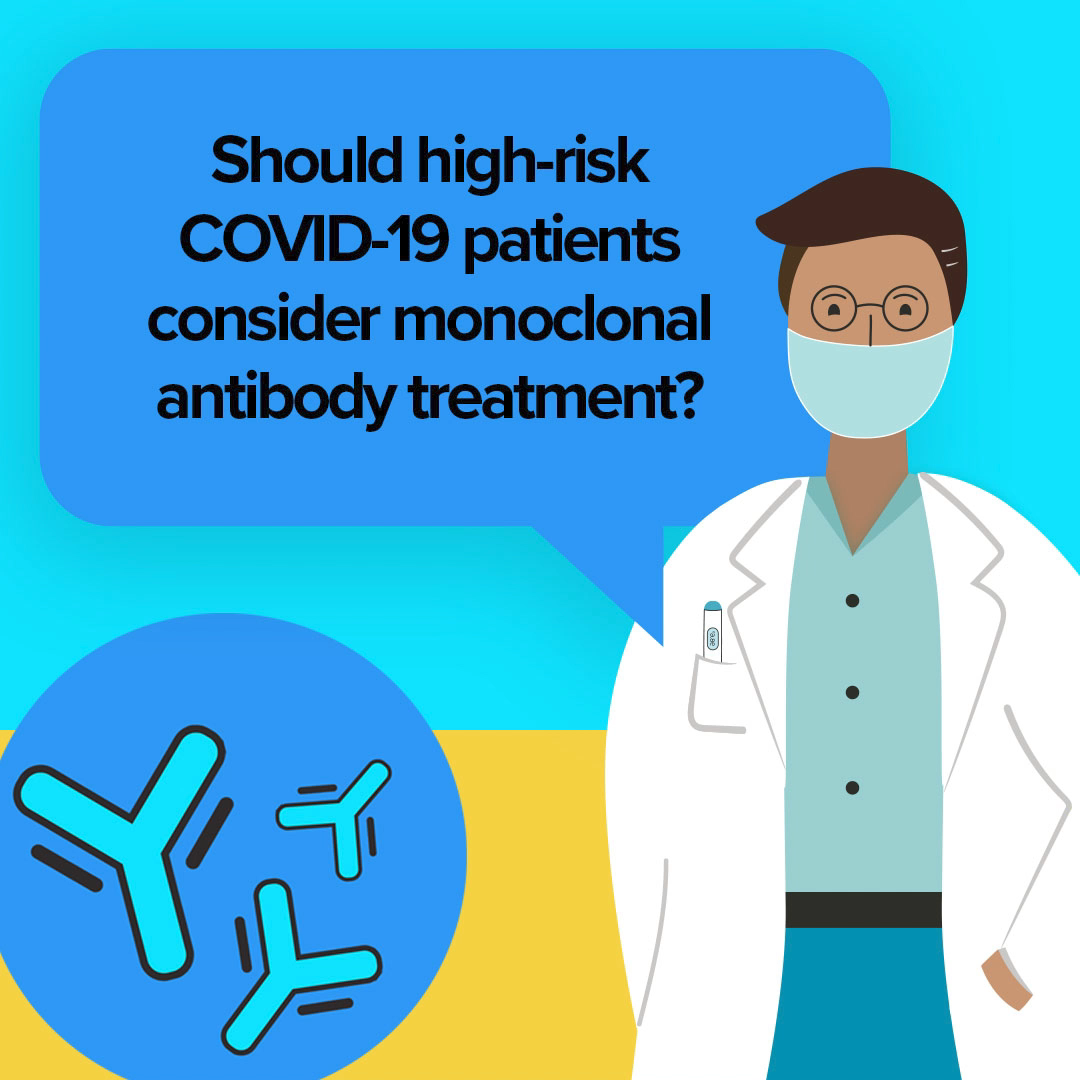 Should high-risk
COVID-19 patients
consider monoclonal
antibody treatment?